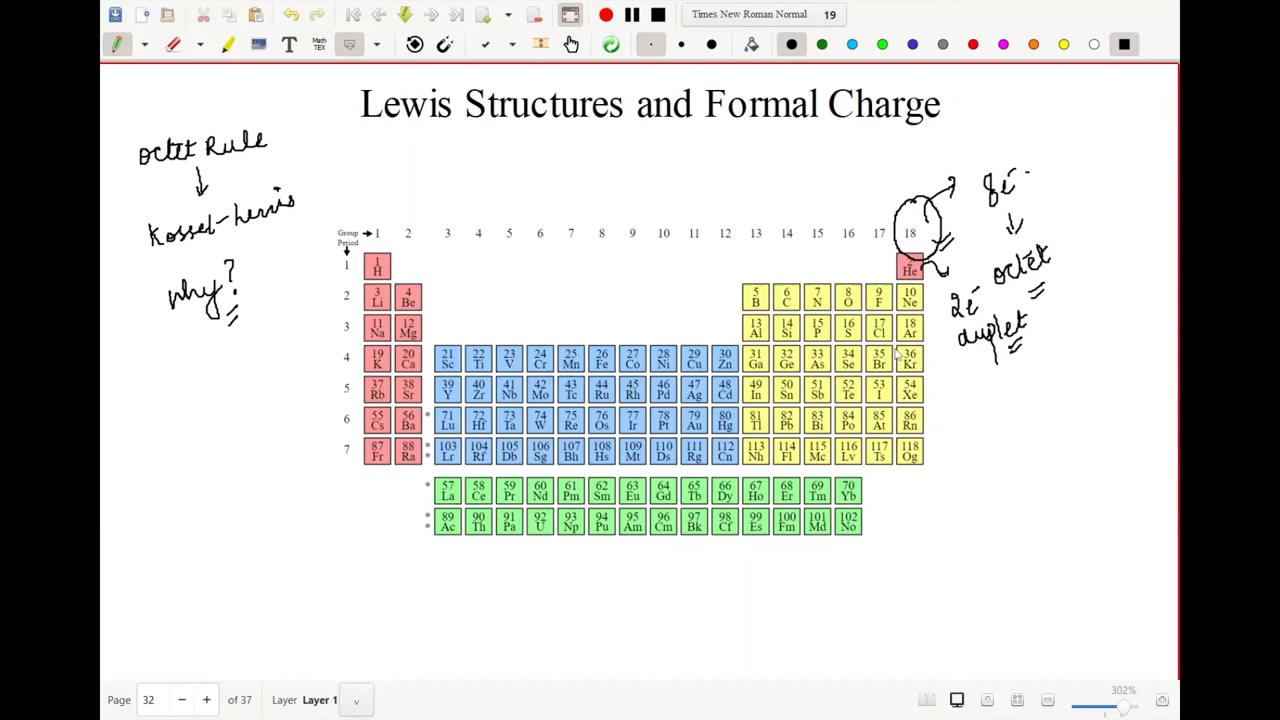 Times New Roman Normal 19
Math
TEX
Lewis Structures and Formal Charge
octet Rule
Kossel-Lewis
why?
8e-
octet
2e-
duplet
Group 1 2 3 4 5 6 7 8 9 10 11 12 13 14 15 16 17 18
Period
1 1 2
H He
2 3 4 5 6 7 8 9 10
Li Be B C N O F Ne
3 11 12 13 14 15 16 17 18
Na Mg Al Si P S Cl Ar
4 19 20 21 22 23 24 25 26 27 28 29 30 31 32 33 34 35 36
K Ca Sc Ti V Cr Mn Fe Co Ni Cu Zn Ga Ge As Se Br Kr
5 37 38 39 40 41 42 43 44 45 46 47 48 49 50 51 52 53 54
Rb Sr Y Zr Nb Mo Tc Ru Rh Pd Ag Cd In Sn Sb Te I Xe
6 55 56 * 71 72 73 74 75 76 77 78 79 80 81 82 83 84 85 86
Cs Ba Lu Hf Ta W Re Os Ir Pt Au Hg Tl Pb Bi Po At Rn
7 87 88 * 103 104 105 106 107 108 109 110 111 112 113 114 115 116 117 118
Fr Ra * Lr Rf Db Sg Bh Hs Mt Ds Rg Cn Nh Fl Mc Lv Ts Og
* 57 58 59 60 61 62 63 64 65 66 67 68 69 70
La Ce Pr Nd Pm Sm Eu Gd Tb Dy Ho Er Tm Yb
* 89 90 91 92 93 94 95 96 97 98 99 100 101 102
* Ac Th Pa U Np Pu Am Cm Bk Cf Es Fm Md No
Page 32 of 37 Layer Layer 1 302%